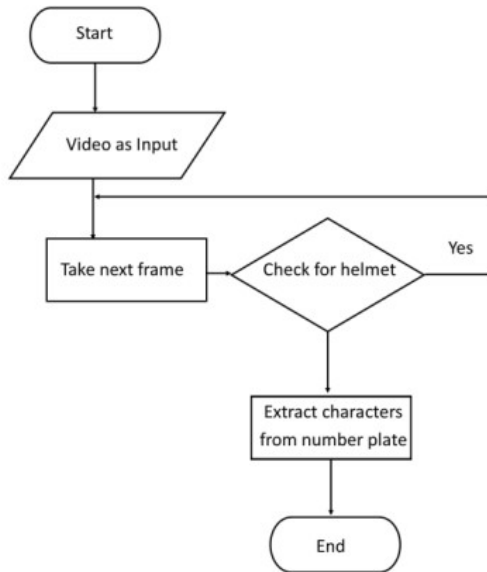 Start
Video as Input
Take next frame
Check for helmet
Yes
Extract characters
from number plate
End